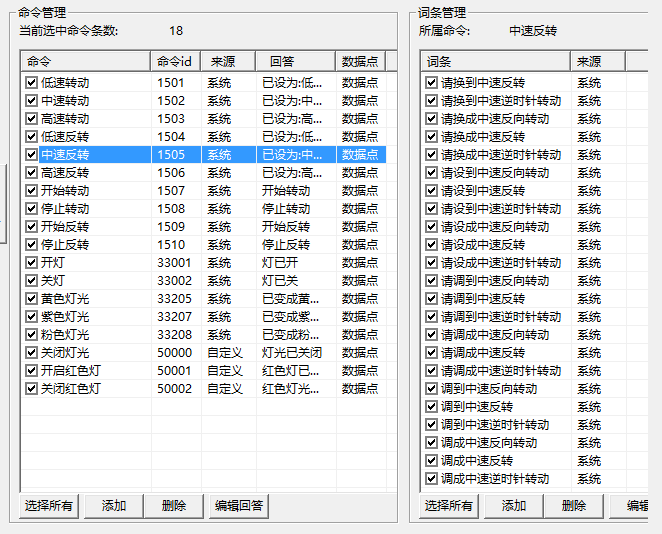 命令管理
当前选中命令条数: 18
命令 命令id 来源 回答 数据点
低速转动 1501 系统 已设为:低... 数据点
中速转动 1502 系统 已设为:中... 数据点
高速转动 1503 系统 已设为:高... 数据点
低速反转 1504 系统 已设为:低... 数据点
中速反转 1505 系统 已设为:中... 数据点
高速反转 1506 系统 已设为:高... 数据点
开始转动 1507 系统 开始转动 数据点
停止转动 1508 系统 停止转动 数据点
开始反转 1509 系统 开始反转 数据点
停止反转 1510 系统 停止反转 数据点
开灯 33001 系统 灯已开 数据点
关灯 33002 系统 灯已关 数据点
黄色灯光 33205 系统 已变成黄... 数据点
紫色灯光 33207 系统 已变成紫... 数据点
粉色灯光 33208 系统 已变成粉... 数据点
关闭灯光 50000 自定义 灯光已关闭 数据点
开启红色灯 50001 自定义 红色灯已... 数据点
关闭红色灯 50002 自定义 红色灯光... 数据点
选择所有 添加 删除 编辑回答
词条管理
所属命令: 中速反转
词条 来源
请换到中速反转 系统
请换到中速逆时针转动 系统
请换成中速反向转动 系统
请换成中速反转 系统
请换成中速逆时针转动 系统
请设到中速反向转动 系统
请设到中速反转 系统
请设到中速逆时针转动 系统
请设成中速反向转动 系统
请设成中速反转 系统
请设成中速逆时针转动 系统
请调到中速反向转动 系统
请调到中速反转 系统
请调到中速逆时针转动 系统
请调成中速反向转动 系统
请调成中速反转 系统
请调成中速逆时针转动 系统
调到中速反向转动 系统
调到中速反转 系统
调到中速逆时针转动 系统
调成中速反向转动 系统
调成中速反转 系统
调成中速逆时针转动 系统
选择所有 添加 删除 编辑